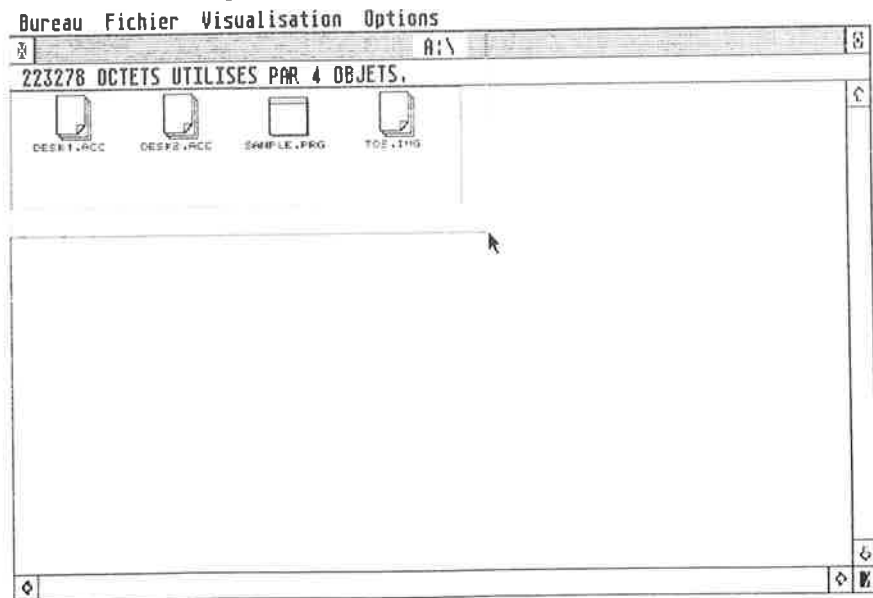 Bureau Fichier Visualisation Options
A:\
223278 OCTETS UTILISES PAR 4 OBJETS.
DESK1.ACC DESK2.ACC SAMPLE.PRG TOS.IMG